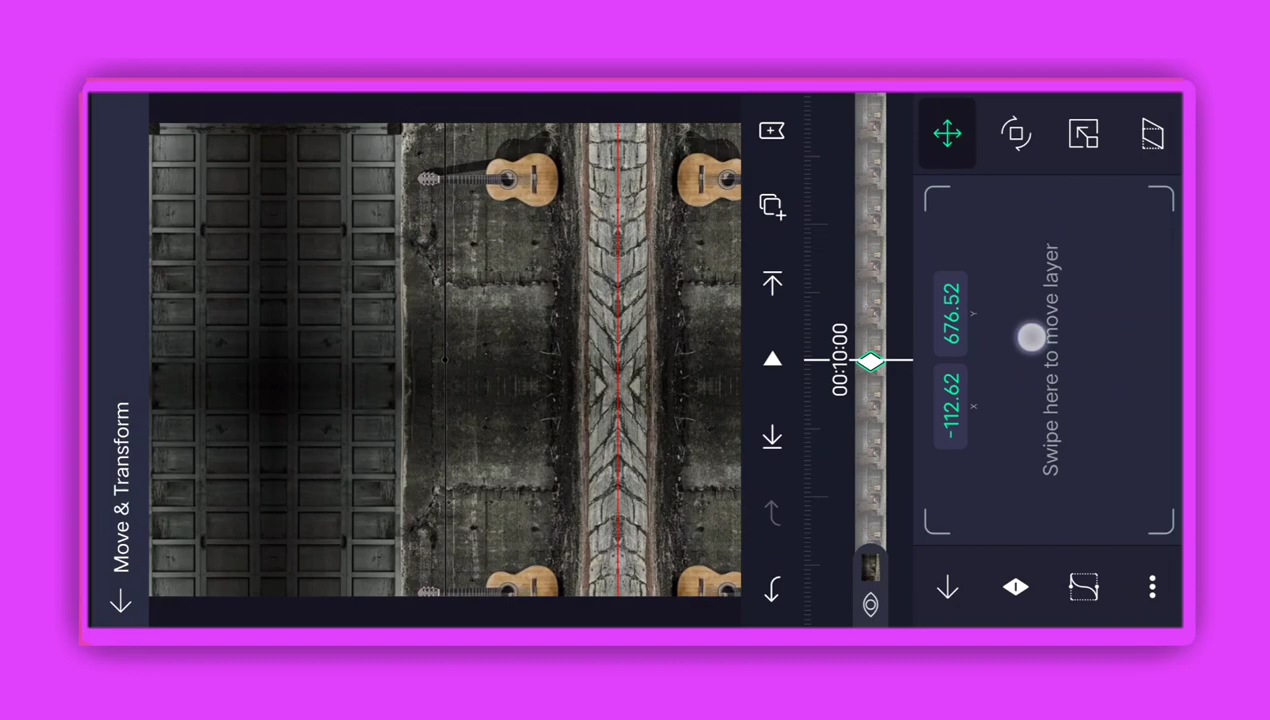 Move & Transform
00:10:00
-112.62
676.52
X
Y
Swipe here to move layer